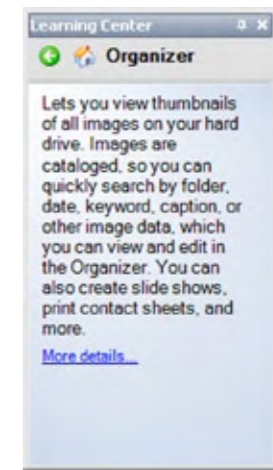 Learning Center
Organizer
Lets you view thumbnails
of all images on your hard
drive. Images are
cataloged, so you can
quickly search by folder,
date, keyword, caption, or
other image data, which
you can view and edit in
the Organizer. You can
also create slide shows,
print contact sheets, and
more.
More details...